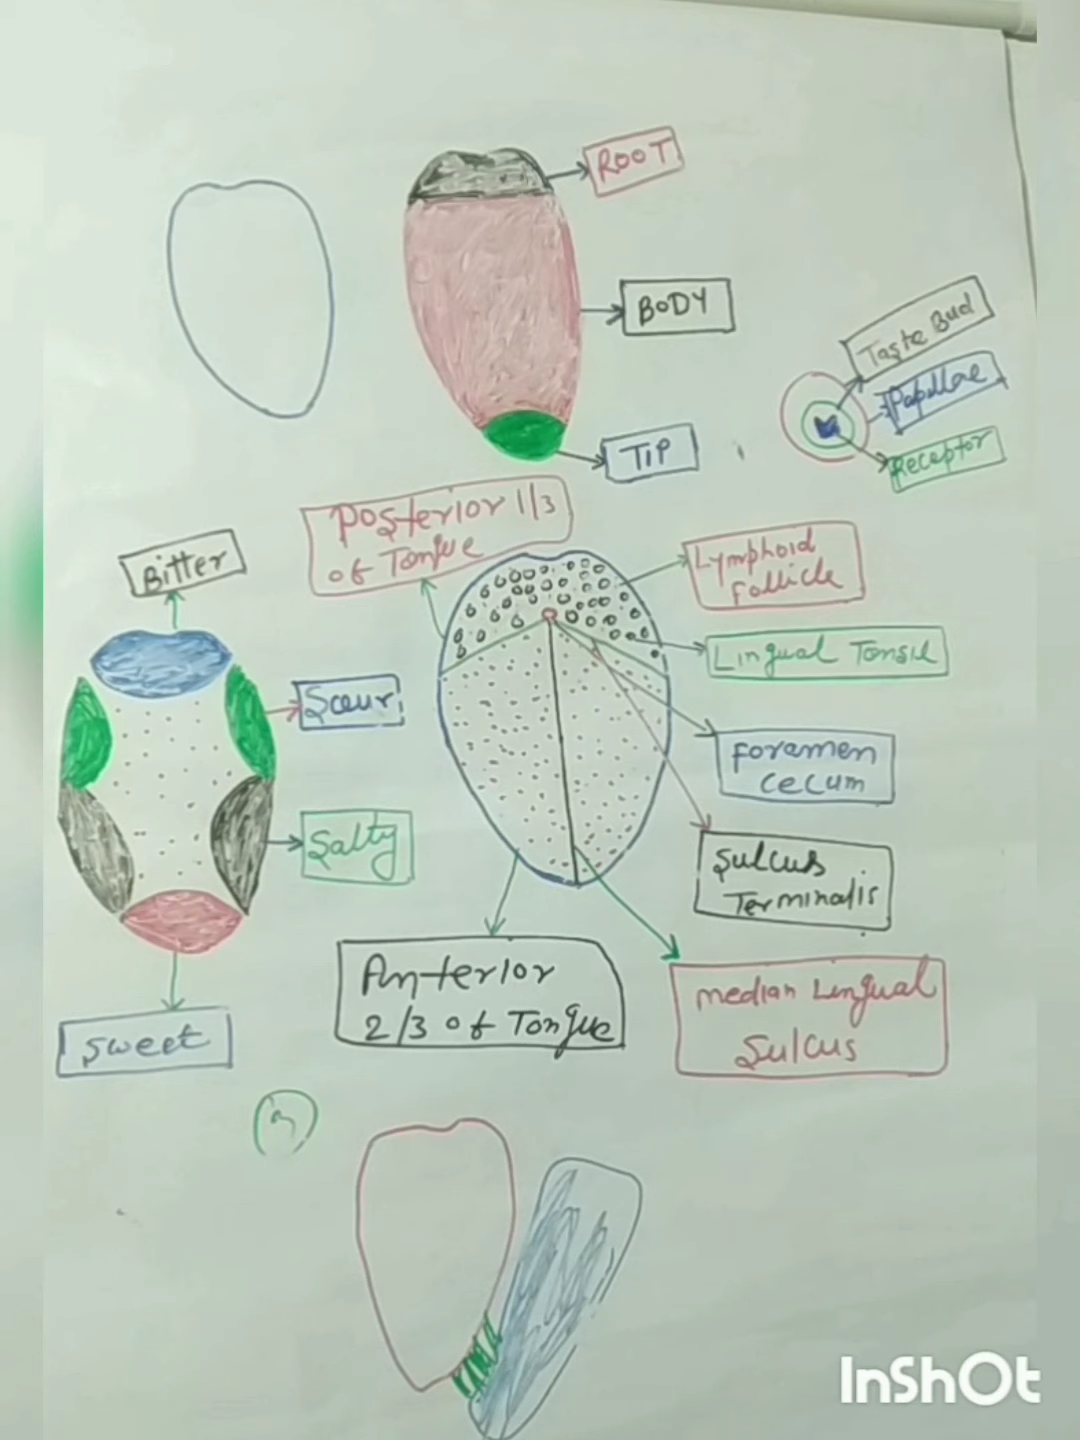 ROOT
BODY
TIP
Taste Bud
Papillae
Receptor
Posterior 1/3
of Tongue
Bitter
Lymphoid
follicle
Lingual Tonsil
Sour
Foramen
Cecum
Salty
Sulcus
Terminalis
Anterior
2/3 of Tongue
median Lingual
Sulcus
Sweet
InShOt